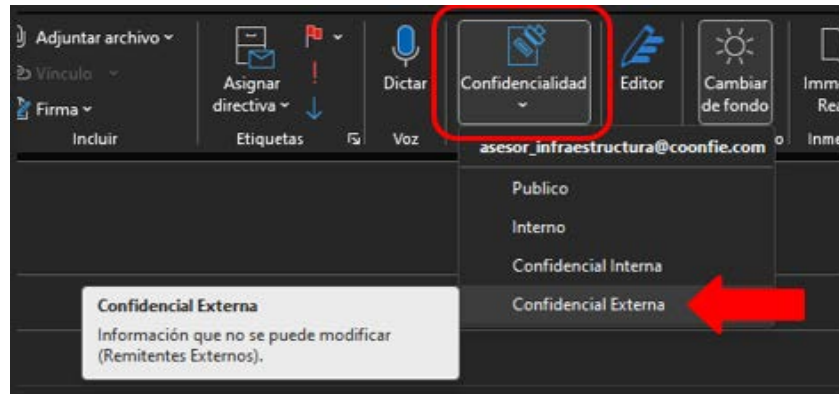 Adjuntar archivo
Vínculo
Firma
Incluir
Asignar
directiva
Etiquetas
Dictar
Voz
Confidencialidad
Editor
Cambiar
de fondo
Inme
asesor_infraestructura@coonfie.com
Publico
Interno
Confidencial Interna
Confidencial Externa
Confidencial Externa
Información que no se puede modificar
(Remitentes Externos).